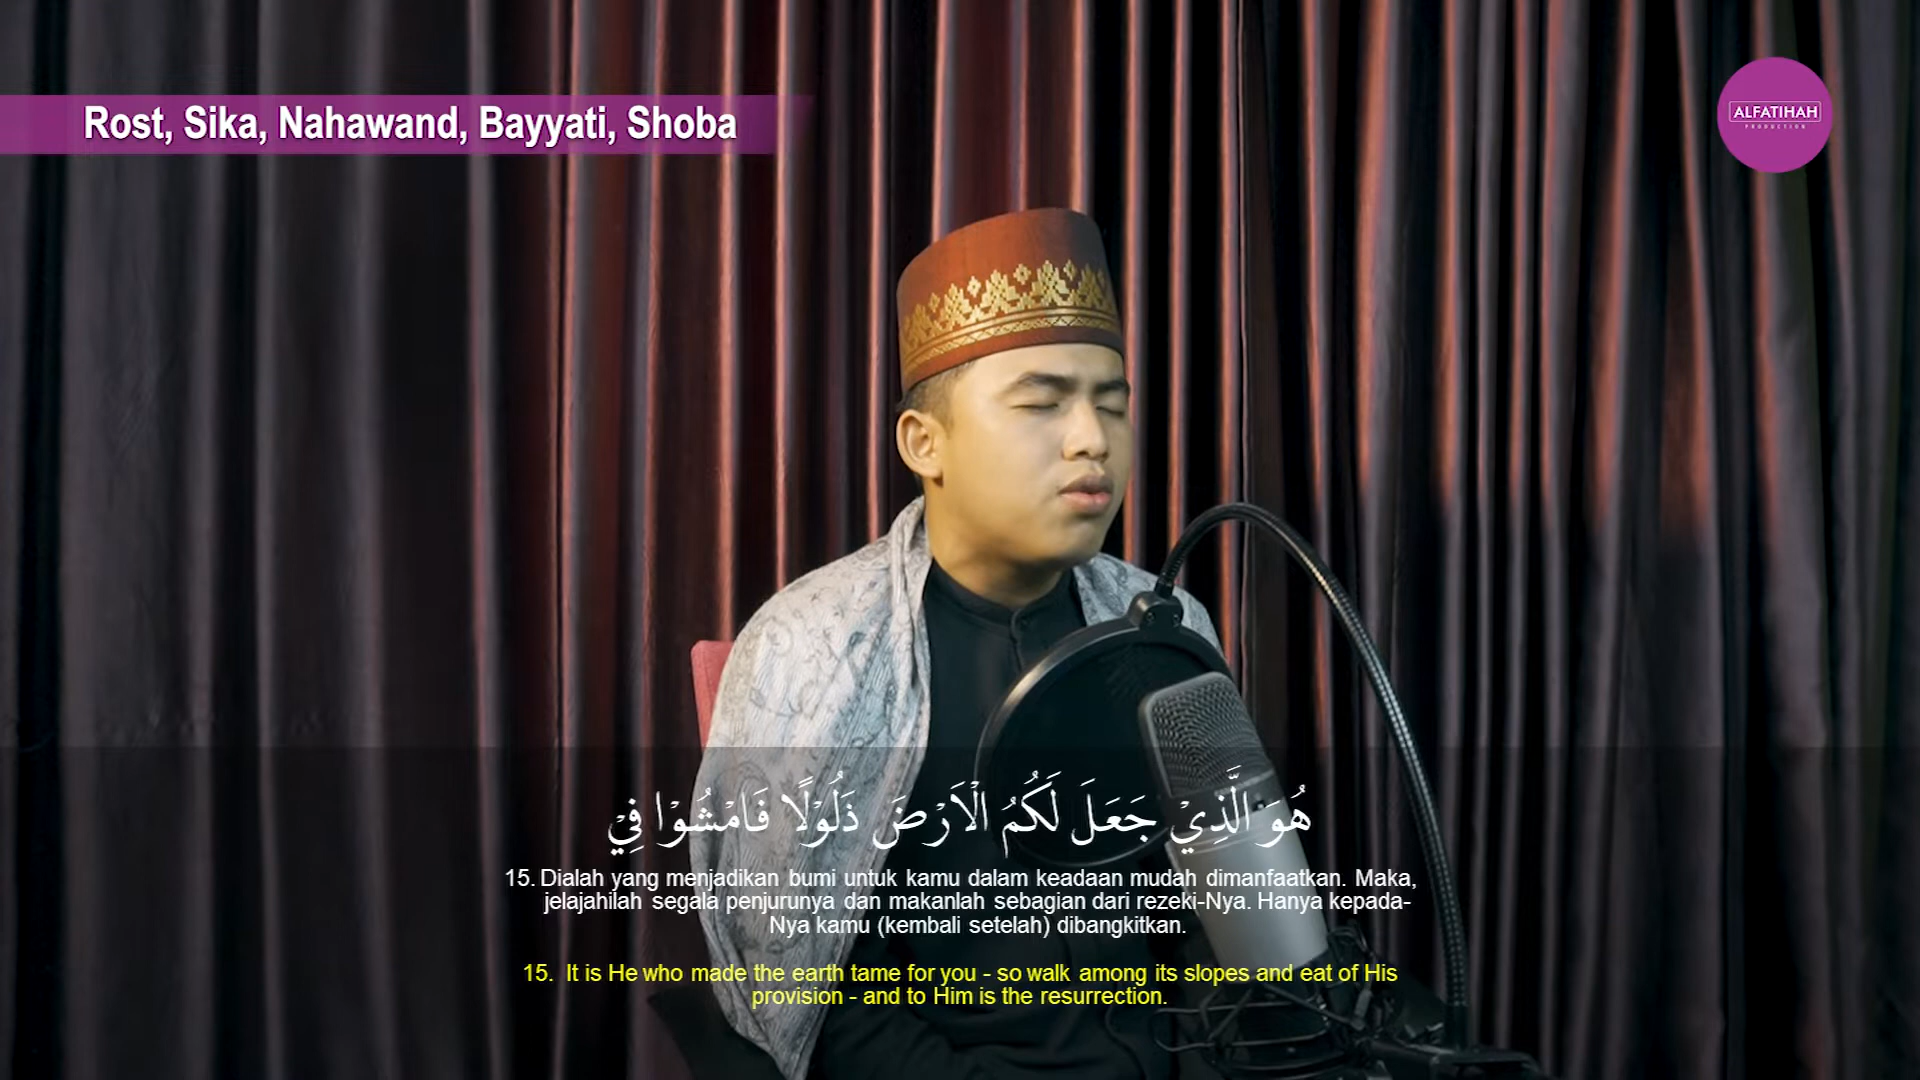 Rost, Sika, Nahawand, Bayyati, Shoba
ALFATIHAH
PRODUCTION
هُوَ الَّذِيْ جَعَلَ لَكُمُ الْاَرْضَ ذَلُوْلًا فَامْشُوْا فِيْ
15. Dialah yang menjadikan bumi untuk kamu dalam keadaan mudah dimanfaatkan. Maka,
jelajahilah segala penjurunya dan makanlah sebagian dari rezeki-Nya. Hanya kepada-
Nya kamu (kembali setelah) dibangkitkan.
15. It is He who made the earth tame for you - so walk among its slopes and eat of His
provision - and to Him is the resurrection.